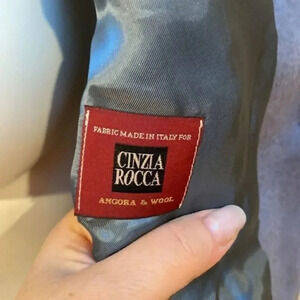 FABRIC MADE IN ITALY FOR
CINZIA
ROCCA
ANGORA & WOOL